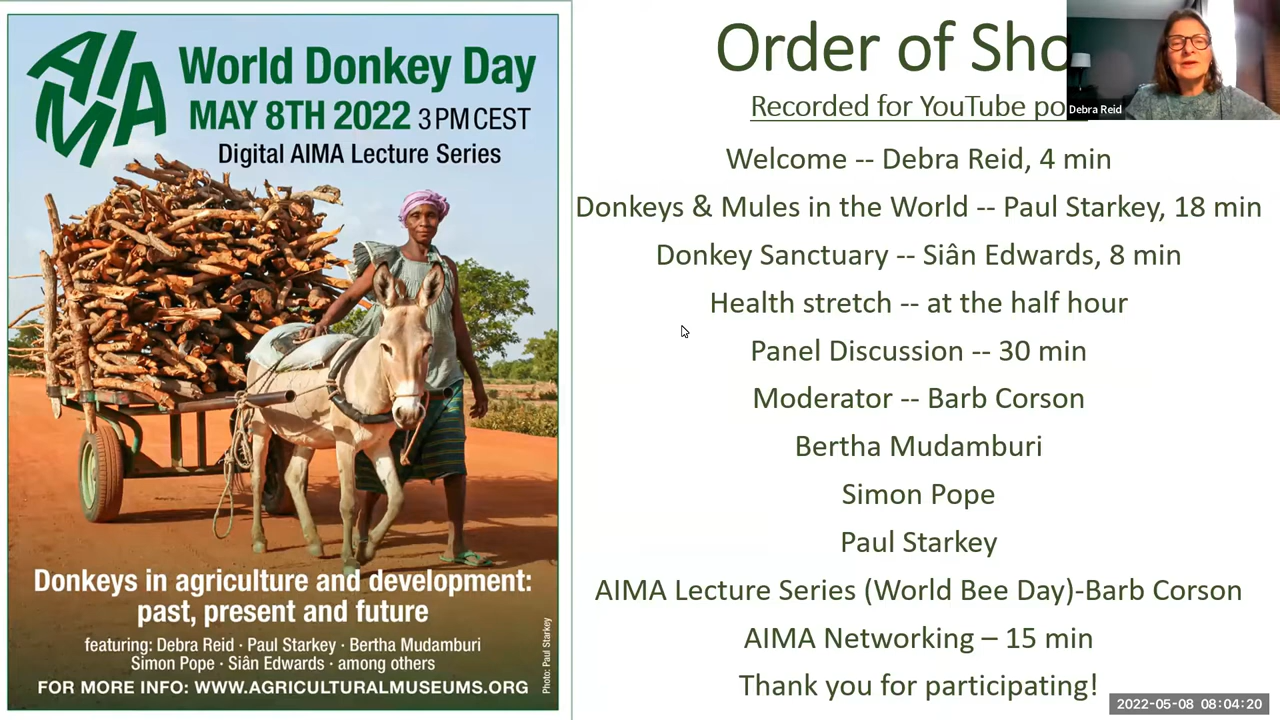 AIMA
World Donkey Day
MAY 8TH 2022 3 PM CEST
Digital AIMA Lecture Series
Donkeys in agriculture and development:
past, present and future
featuring: Debra Reid · Paul Starkey · Bertha Mudamburi
Simon Pope · Siân Edwards · among others
FOR MORE INFO: WWW.AGRICULTURALMUSEUMS.ORG
Photo: Paul Starkey
Order of Sho
Recorded for YouTube po
Welcome -- Debra Reid, 4 min
Donkeys & Mules in the World -- Paul Starkey, 18 min
Donkey Sanctuary -- Siân Edwards, 8 min
Health stretch -- at the half hour
Panel Discussion -- 30 min
Moderator -- Barb Corson
Bertha Mudamburi
Simon Pope
Paul Starkey
AIMA Lecture Series (World Bee Day)-Barb Corson
AIMA Networking – 15 min
Thank you for participating!
Debra Reid
2022-05-08 08:04:20